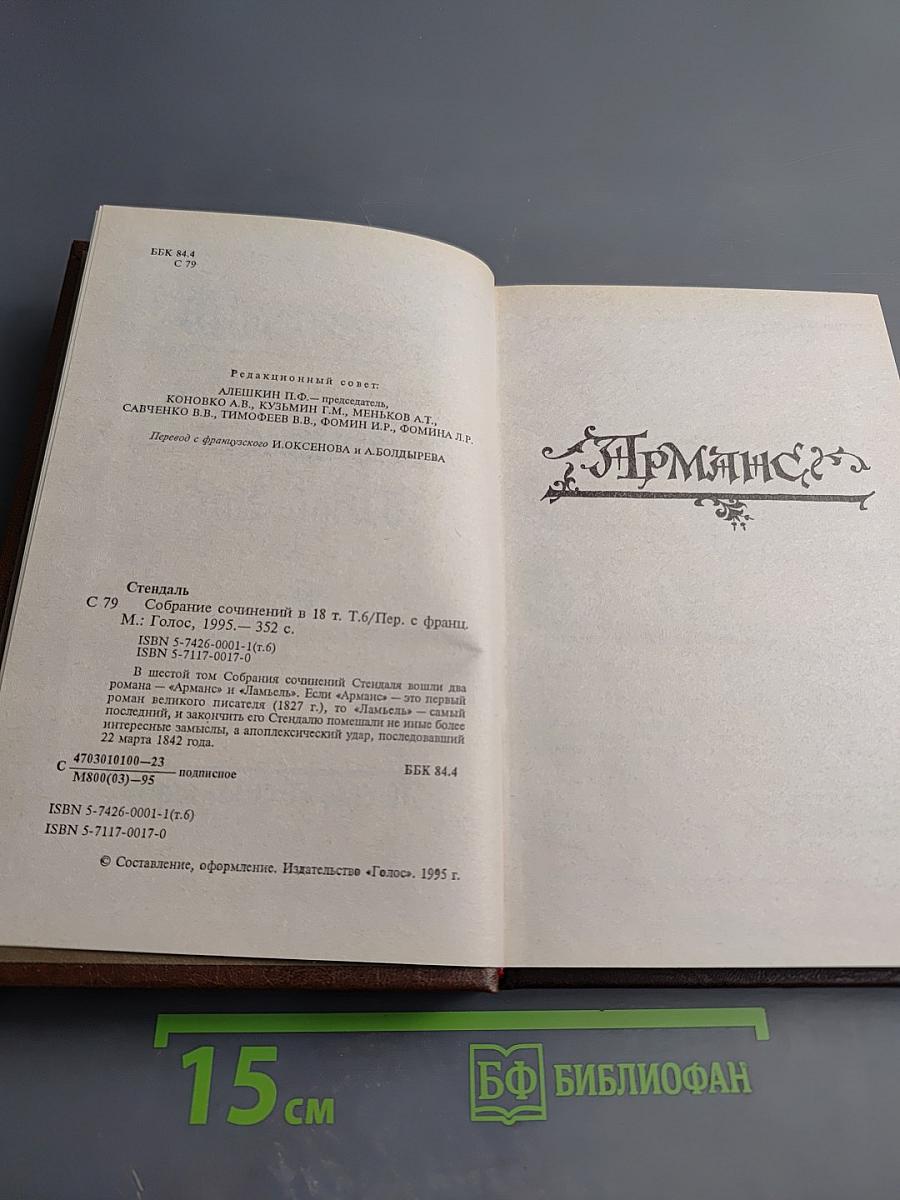 ББК 84.4
С 79
Редакционный совет:
АЛЕШКИН П.Ф.— председатель,
КОНОВКО А.В., КУЗЬМИН Г.М., МЕНЬКОВ А.Т.,
САВЧЕНКО В.В., ТИМОФЕЕВ В.В., ФОМИН И.Р., ФОМИНА Л.Р.
Перевод с французского И.ОКСЕНОВА и А.БОЛДЫРЕВА
Стендаль
С 79 Собрание сочинений в 18 т. Т.6/Пер. с франц.
М.: Голос, 1995.— 352 с.
ISBN 5-7426-0001-1(т.6)
ISBN 5-7117-0017-0
В шестой том Собрания сочинений Стендаля вошли два
романа — «Арманс» и «Ламьель». Если «Арманс» — это первый
роман великого писателя (1827 г.), то «Ламьель» — самый
последний, и закончить его Стендалю помешали не иные более
интересные замыслы, а апоплексический удар, последовавший
22 марта 1842 года.
С 4703010100—23
М800(03)—95 подписное
ББК 84.4
ISBN 5-7426-0001-1(т.6)
ISBN 5-7117-0017-0
© Составление, оформление. Издательство «Голос». 1995 г.
Арманс
15 см
БФ БИБЛИОФАН